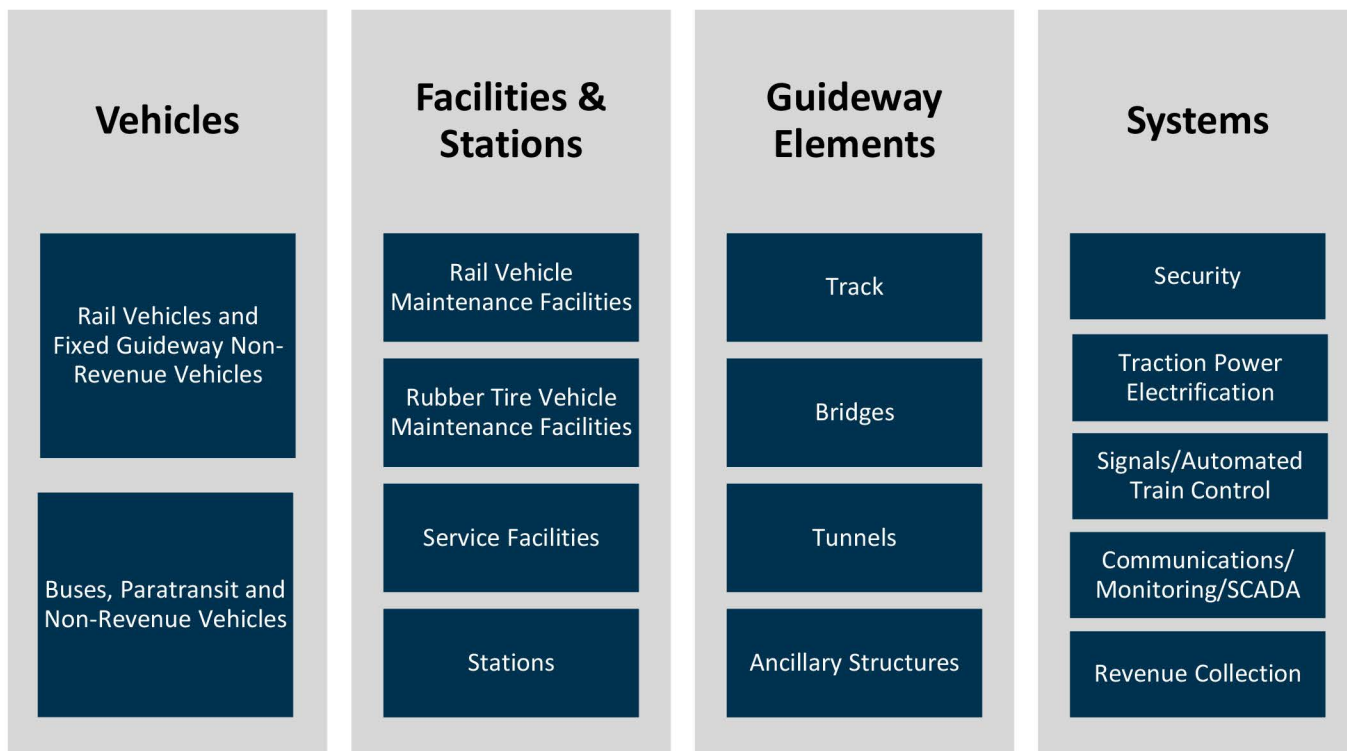 Vehicles
Rail Vehicles and
Fixed Guideway Non-
Revenue Vehicles
Buses, Paratransit and
Non-Revenue Vehicles
Facilities &
Stations
Rail Vehicle
Maintenance Facilities
Rubber Tire Vehicle
Maintenance Facilities
Service Facilities
Stations
Guideway
Elements
Track
Bridges
Tunnels
Ancillary Structures
Systems
Security
Traction Power
Electrification
Signals/Automated
Train Control
Communications/
Monitoring/SCADA
Revenue Collection